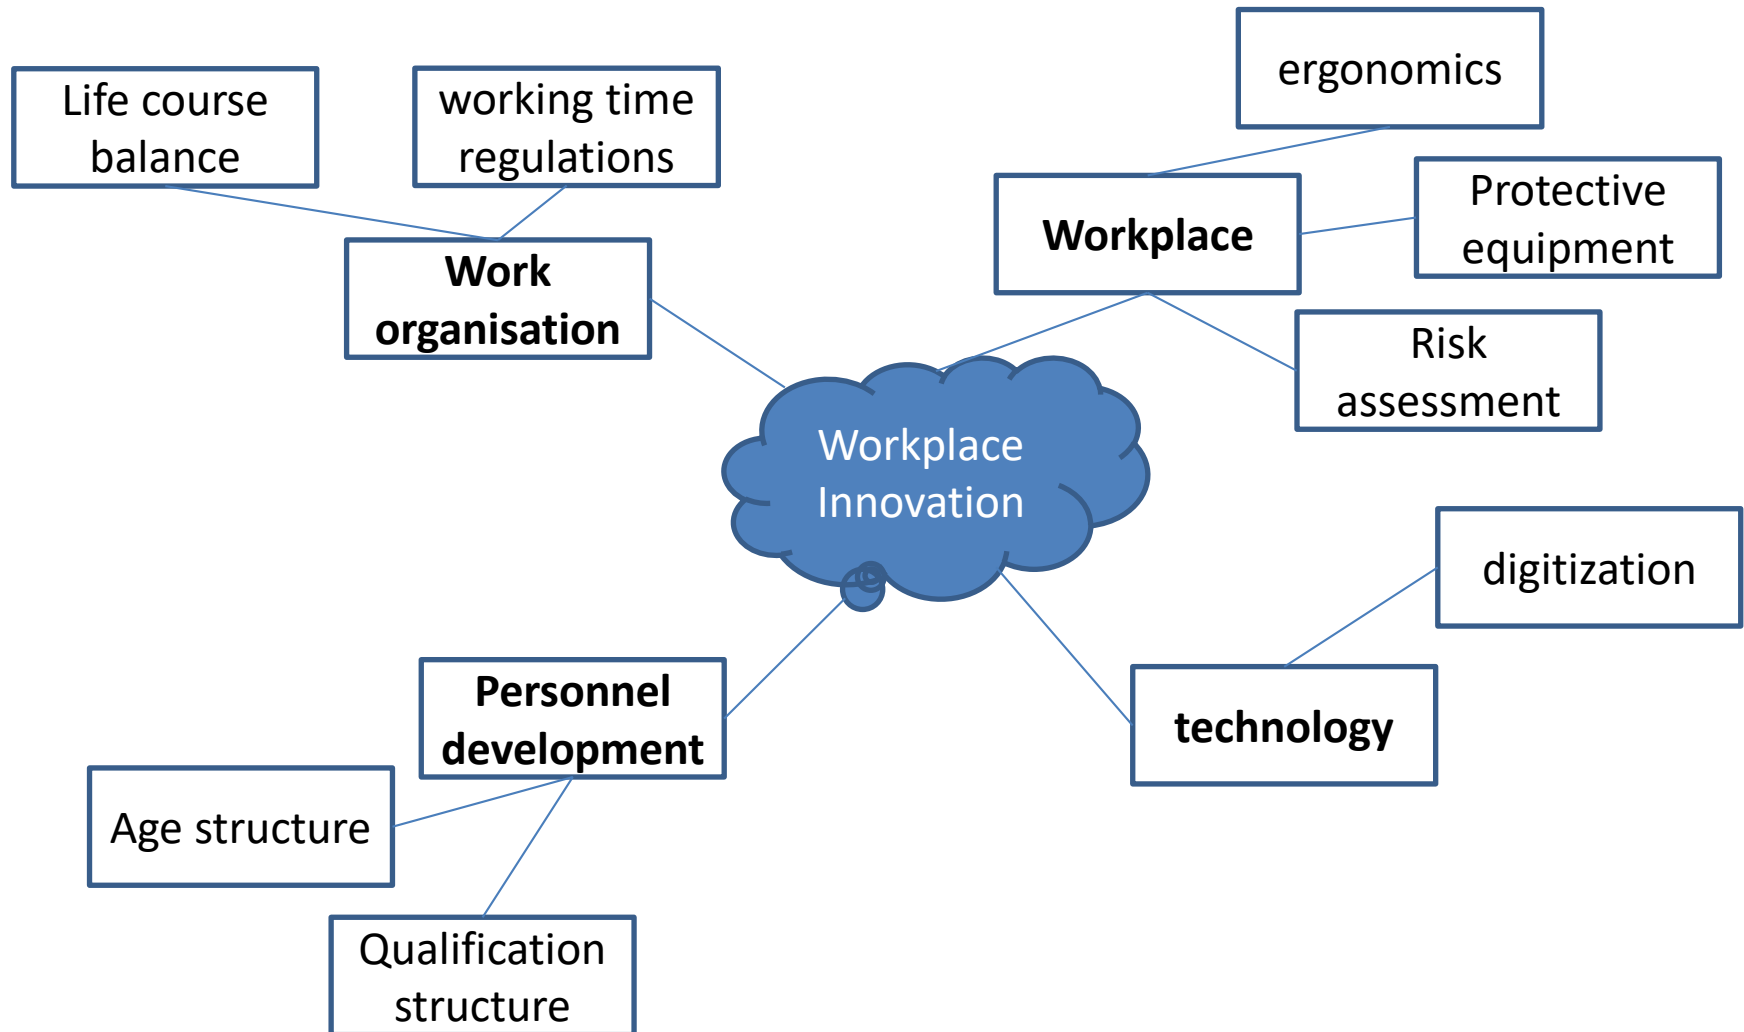 Life course
balance
working time
regulations
Work
organisation
ergonomics
Workplace
Protective
equipment
Risk
assessment
Workplace
Innovation
digitization
technology
Personnel
development
Age structure
Qualification
structure